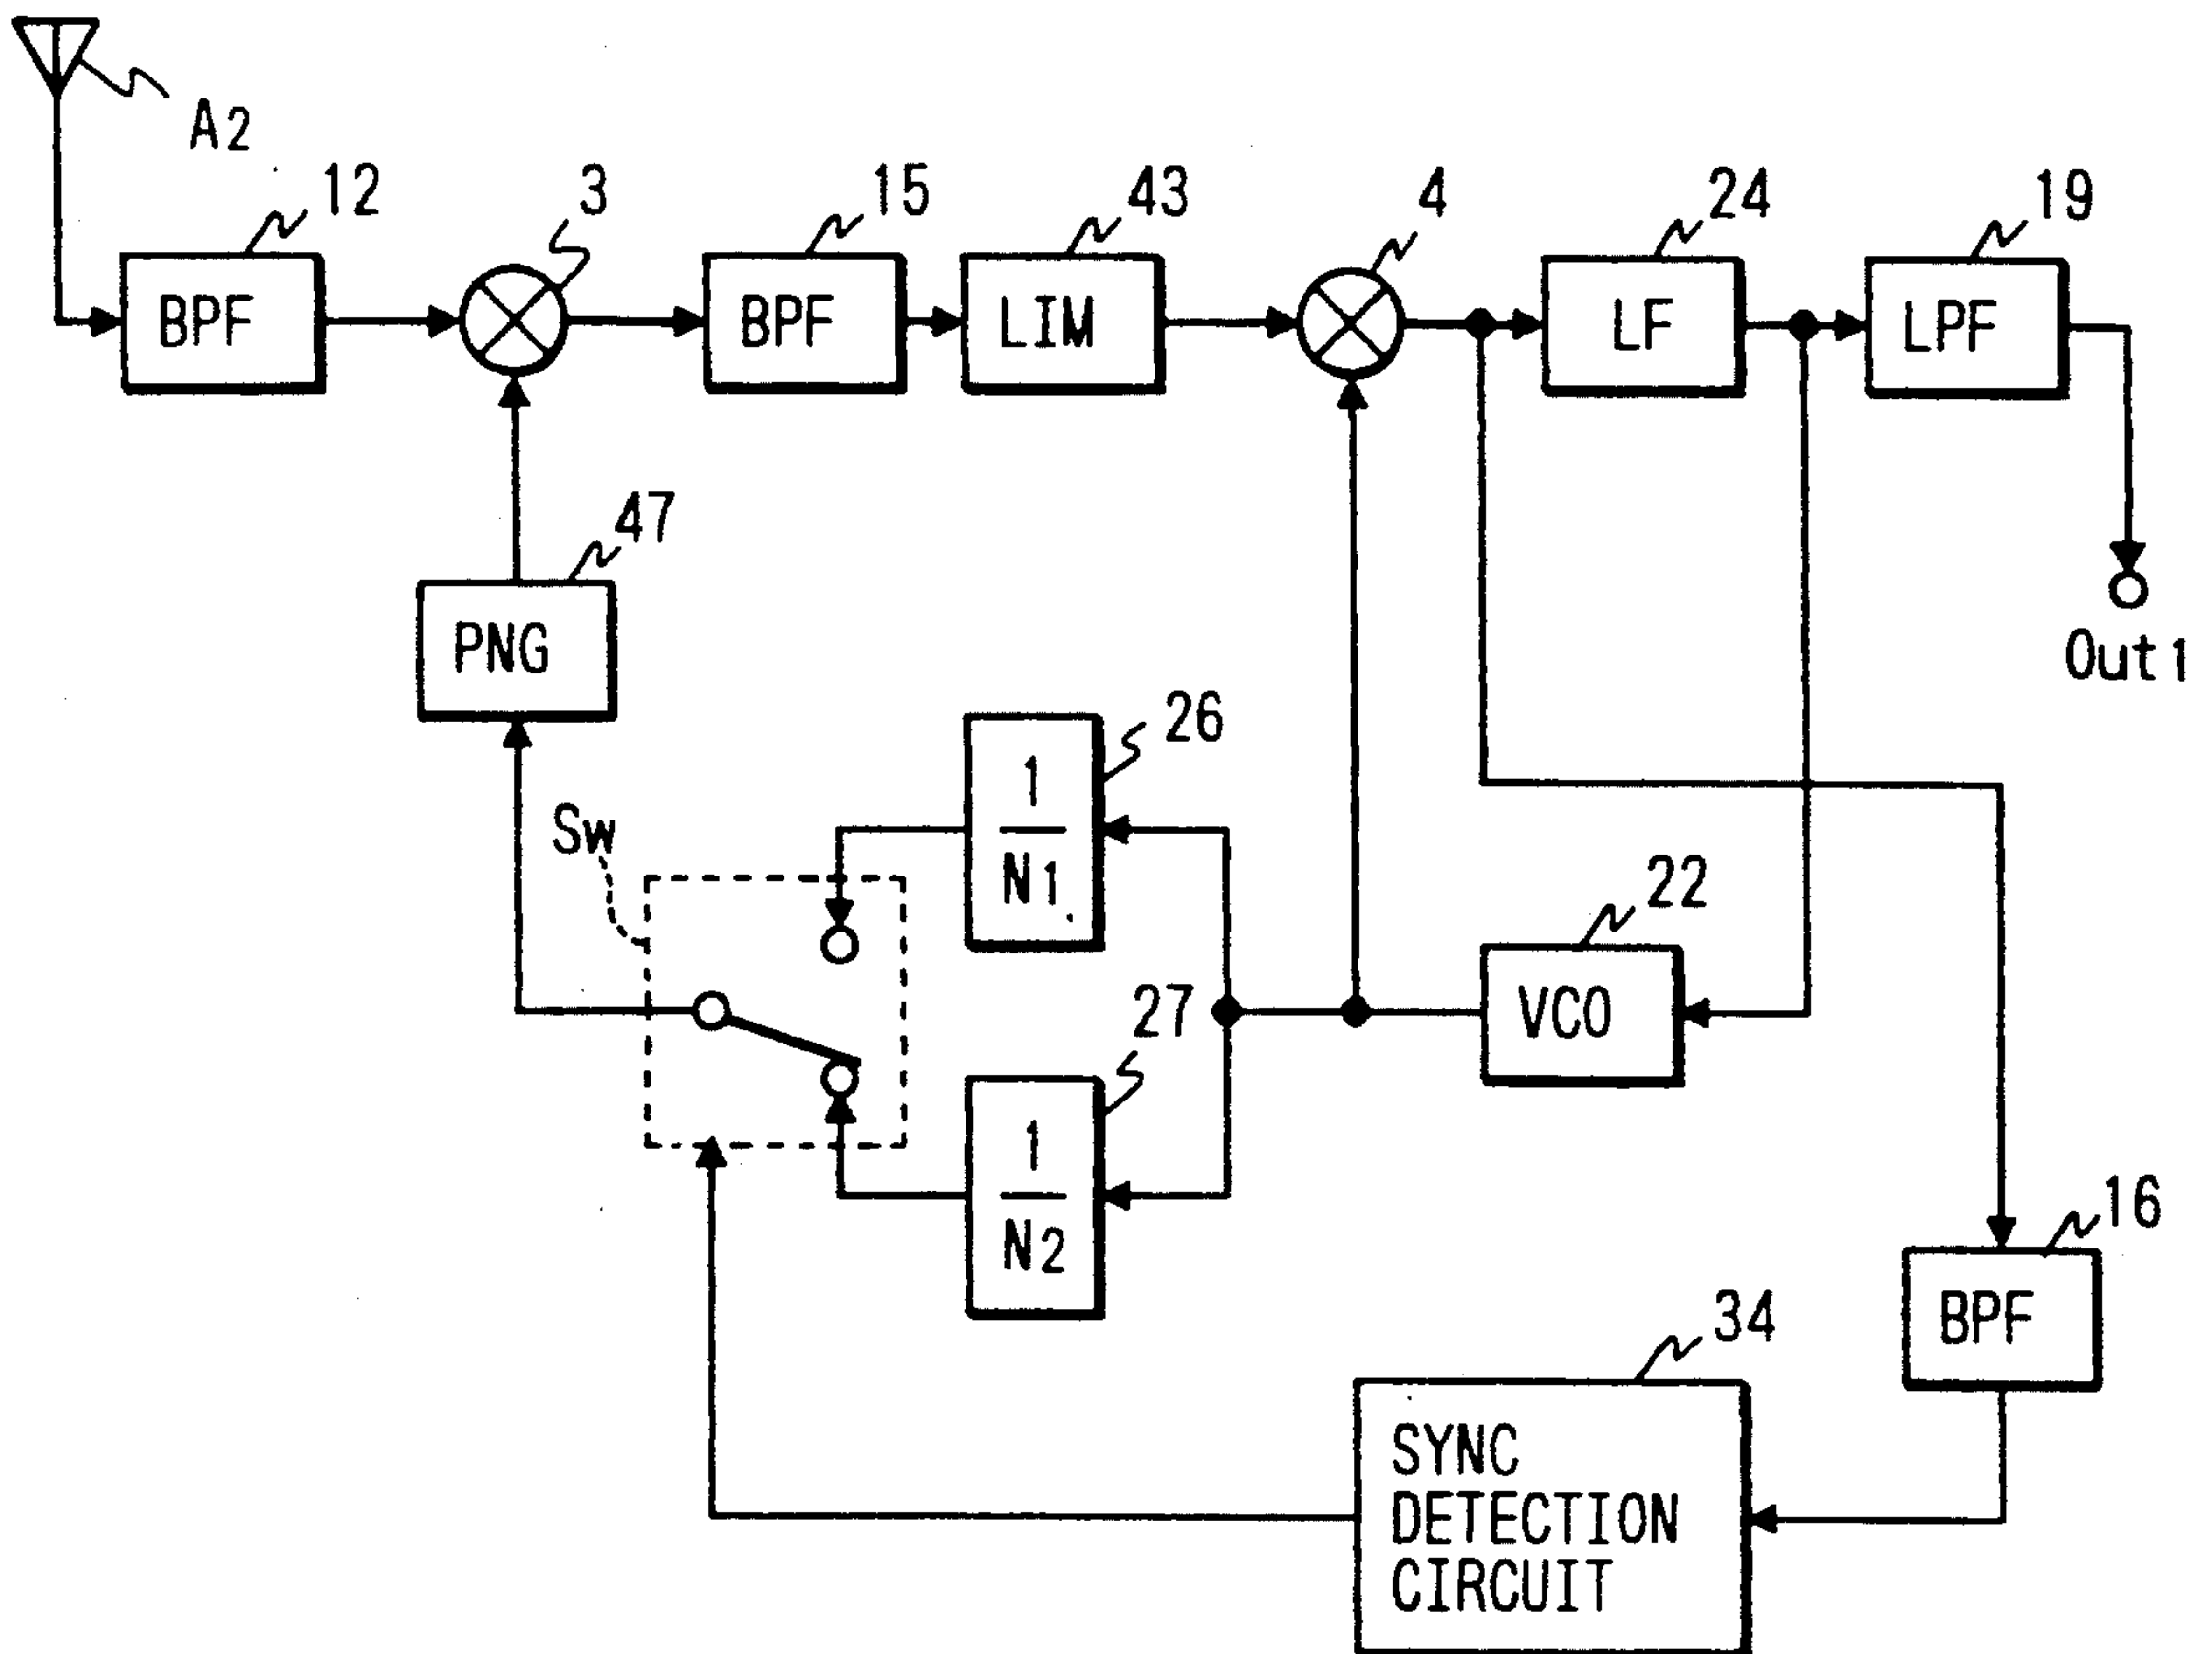 A2
12
3
15
43
4
24
19
BPF
BPF
LIM
LF
LPF
47
Out1
PNG
26
1
N1
Sw
22
VCO
27
1
N2
16
BPF
34
SYNC
DETECTION
CIRCUIT